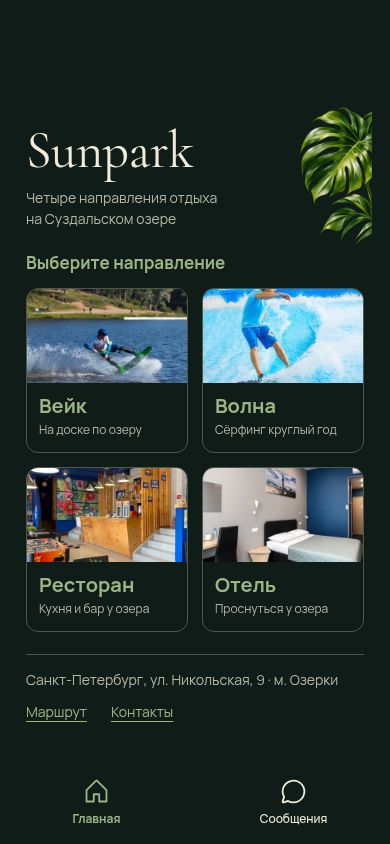 Sunpark
Четыре направления отдыха
на Суздальском озере
Выберите направление
Вейк
На доске по озеру
Волна
Сёрфинг круглый год
Ресторан
Кухня и бар у озера
Отель
Проснуться у озера
Санкт-Петербург, ул. Никольская, 9 · м. Озерки
Маршрут
Контакты
Главная
Сообщения